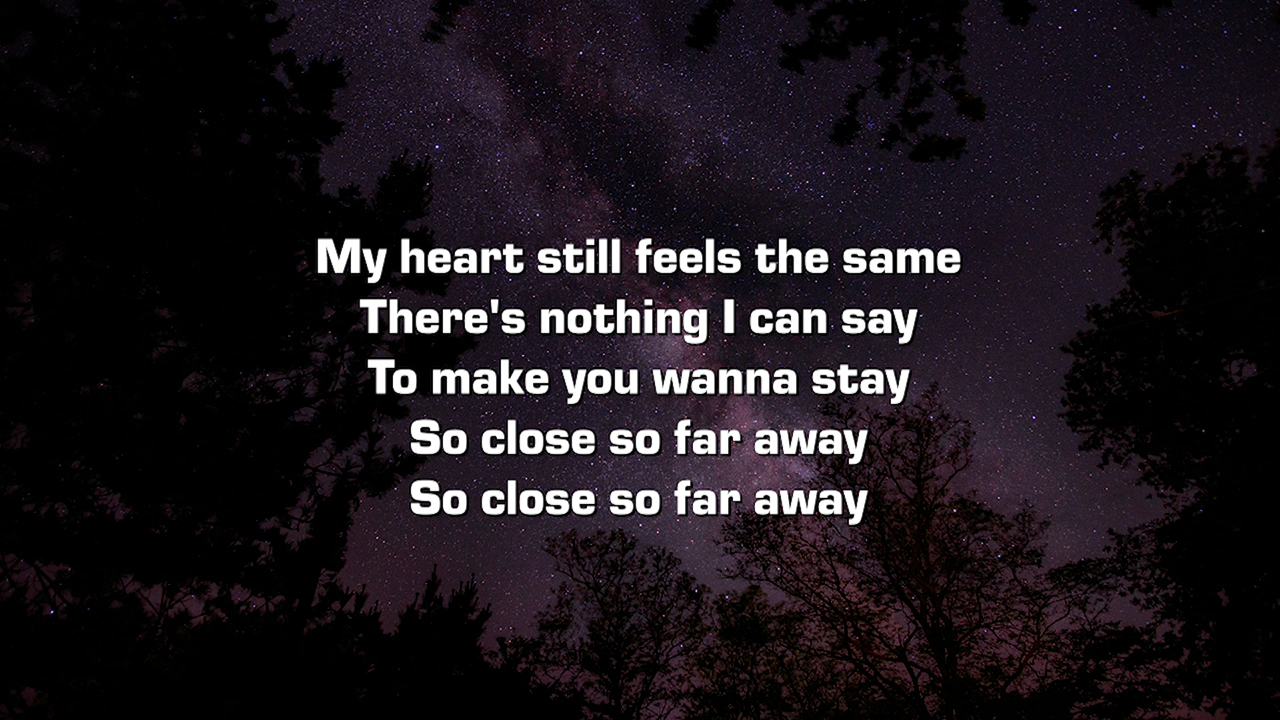 My heart still feels the same
There's nothing I can say
To make you wanna stay
So close so far away
So close so far away